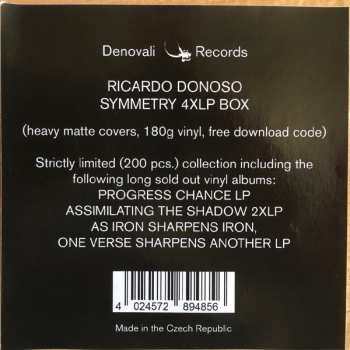 Denovali Records
RICARDO DONOSO
SYMMETRY 4XLP BOX
(heavy matte covers, 180g vinyl, free download code)
Strictly limited (200 pcs.) collection including the
following long sold out vinyl albums:
PROGRESS CHANCE LP
ASSIMILATING THE SHADOW 2XLP
AS IRON SHARPENS IRON,
ONE VERSE SHARPENS ANOTHER LP
4 024572 894856
Made in the Czech Republic